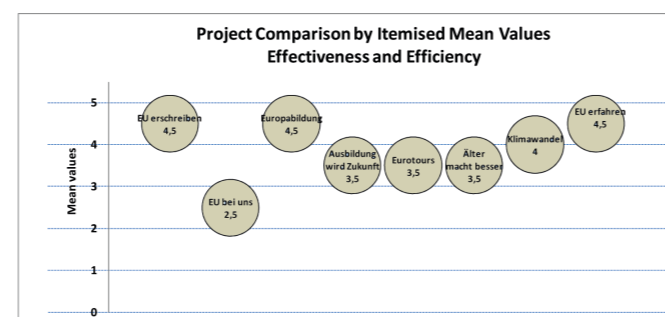 Project Comparison by Itemised Mean Values
Effectiveness and Efficiency
Mean values
5
4
3
2
1
0
EU erschreiben
4,5
EU bei uns
2,5
Europabildung
4,5
Ausbildung
wird Zukunft
3,5
Eurotours
3,5
Älter
macht besser
3,5
Klimawandel
4
EU erfahren
4,5